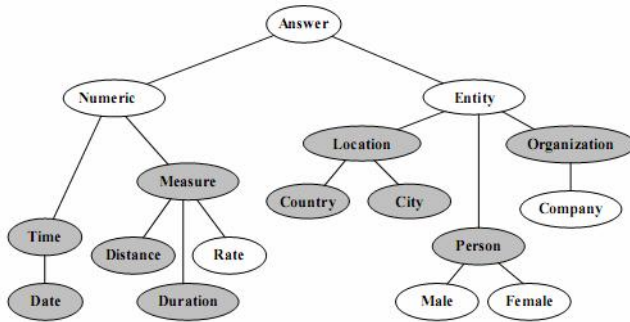 Answer
Numeric
Entity
Location
Organization
Measure
Country
City
Company
Time
Distance
Rate
Person
Date
Duration
Male
Female